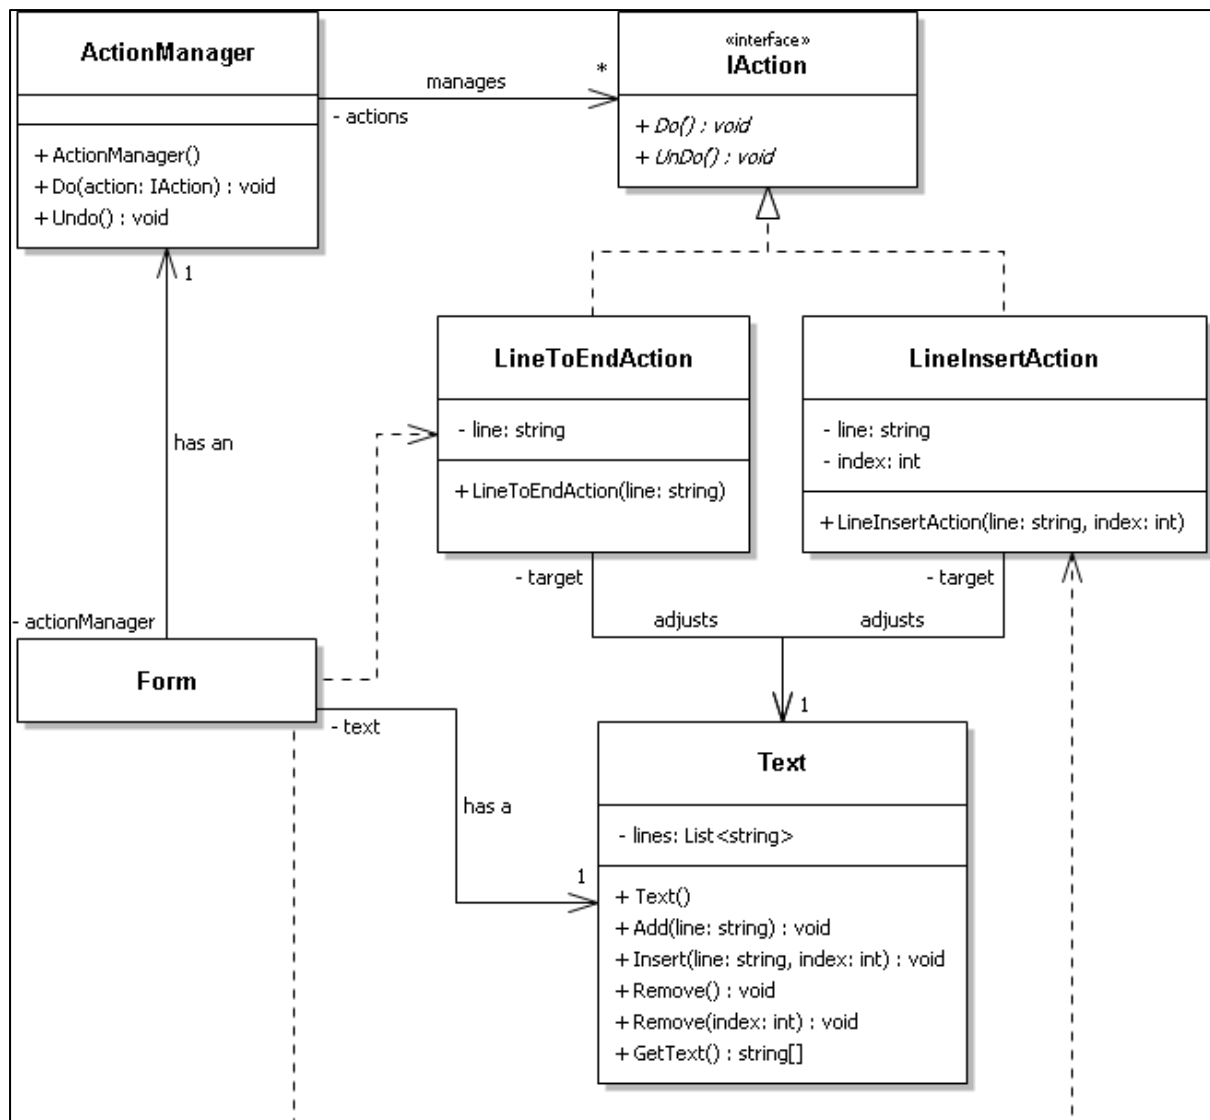 ActionManager
+ ActionManager()
+ Do(action: IAction) : void
+ Undo() : void
manages
*
- actions
«interface»
IAction
+ Do() : void
+ UnDo() : void
1
has an
- actionManager
LineToEndAction
- line: string
+ LineToEndAction(line: string)
LineInsertAction
- line: string
- index: int
+ LineInsertAction(line: string, index: int)
- target
- target
adjusts
adjusts
1
Form
- text
has a
1
Text
- lines: List<string>
+ Text()
+ Add(line: string) : void
+ Insert(line: string, index: int) : void
+ Remove() : void
+ Remove(index: int) : void
+ GetText() : string[]